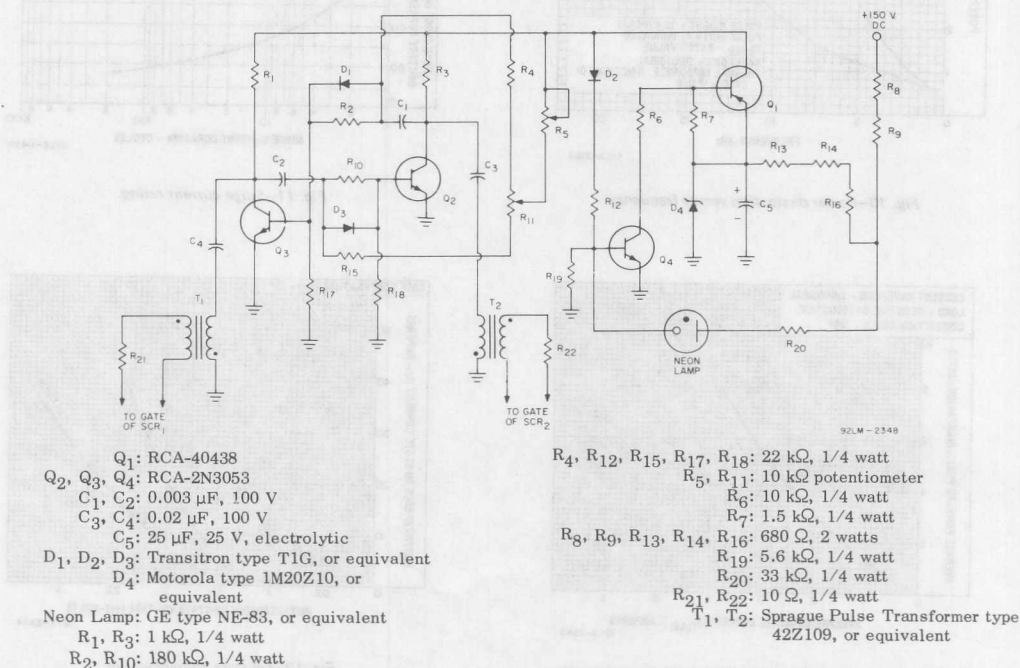 +150 V
DC
R1
D1
R2
C1
R3
R4
R5
D2
Q1
R6
R7
R8
R9
R13
R14
C2
R10
Q2
C3
R11
R12
D4
+
C5
-
R16
C4
Q3
D3
R15
R19
Q4
T1
R17
R18
T2
R21
R22
NEON
LAMP
R20
TO GATE
OF SCR1
TO GATE
OF SCR2
92LM-2348
Q1: RCA-40438
Q2, Q3, Q4: RCA-2N3053
C1, C2: 0.003 µF, 100 V
C3, C4: 0.02 µF, 100 V
C5: 25 µF, 25 V, electrolytic
D1, D2, D3: Transitron type T1G, or equivalent
D4: Motorola type 1M20Z10, or
equivalent
Neon Lamp: GE type NE-83, or equivalent
R1, R3: 1 kΩ, 1/4 watt
R2, R10: 180 kΩ, 1/4 watt
R4, R12, R15, R17, R18: 22 kΩ, 1/4 watt
R5, R11: 10 kΩ potentiometer
R6: 10 kΩ, 1/4 watt
R7: 1.5 kΩ, 1/4 watt
R8, R9, R13, R14, R16: 680 Ω, 2 watts
R19: 5.6 kΩ, 1/4 watt
R20: 33 kΩ, 1/4 watt
R21, R22: 10 Ω, 1/4 watt
T1, T2: Sprague Pulse Transformer type
42Z109, or equivalent